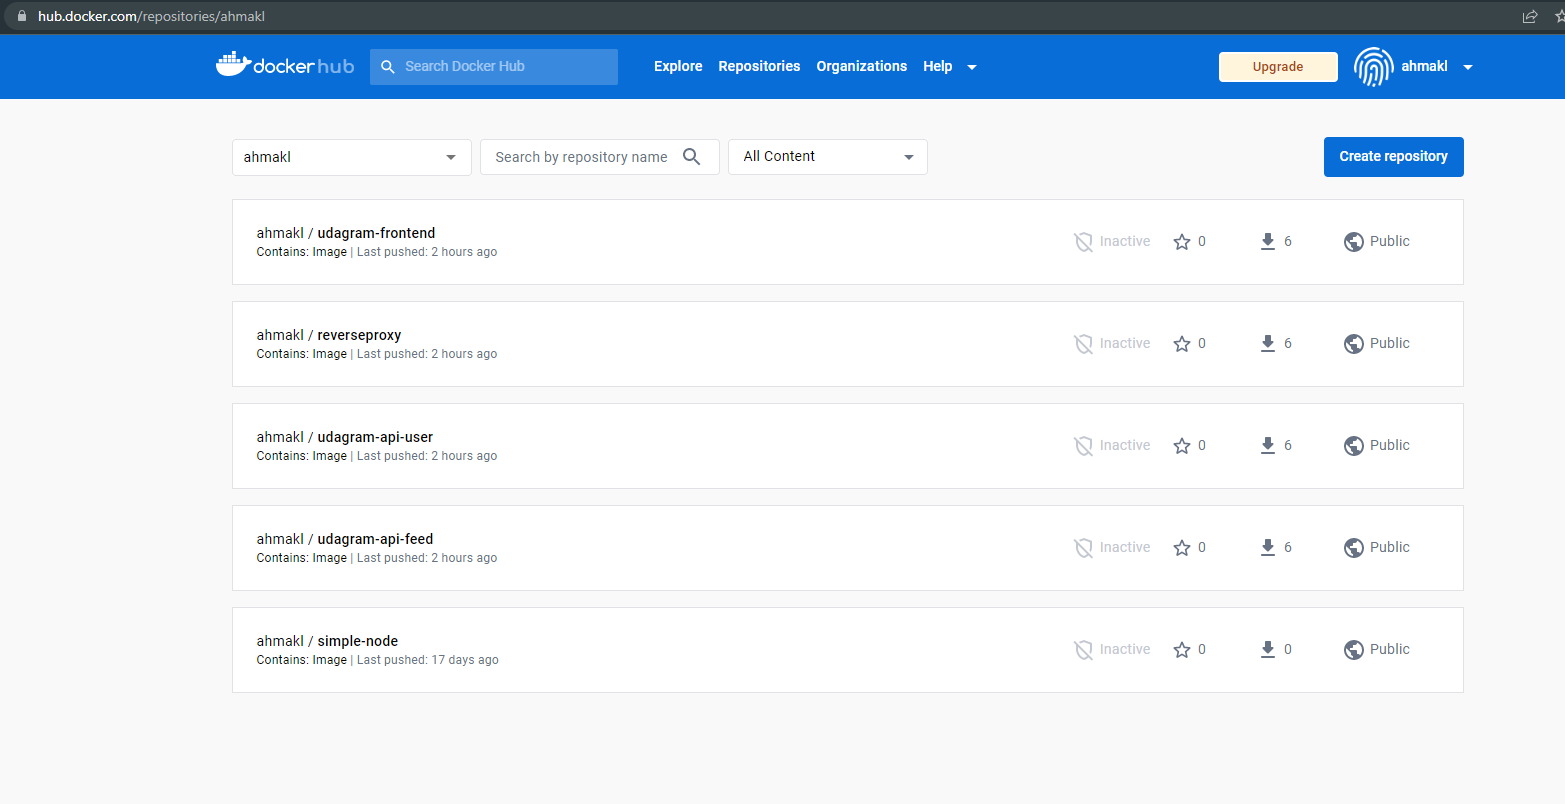 hub.docker.com/repositories/ahmakl
docker hub
Search Docker Hub
Explore Repositories Organizations Help
Upgrade
ahmakl
ahmakl
Search by repository name
All Content
Create repository
ahmakl / udagram-frontend
Contains: Image | Last pushed: 2 hours ago
Inactive 0 6 Public
ahmakl / reverseproxy
Contains: Image | Last pushed: 2 hours ago
Inactive 0 6 Public
ahmakl / udagram-api-user
Contains: Image | Last pushed: 2 hours ago
Inactive 0 6 Public
ahmakl / udagram-api-feed
Contains: Image | Last pushed: 2 hours ago
Inactive 0 6 Public
ahmakl / simple-node
Contains: Image | Last pushed: 17 days ago
Inactive 0 0 Public